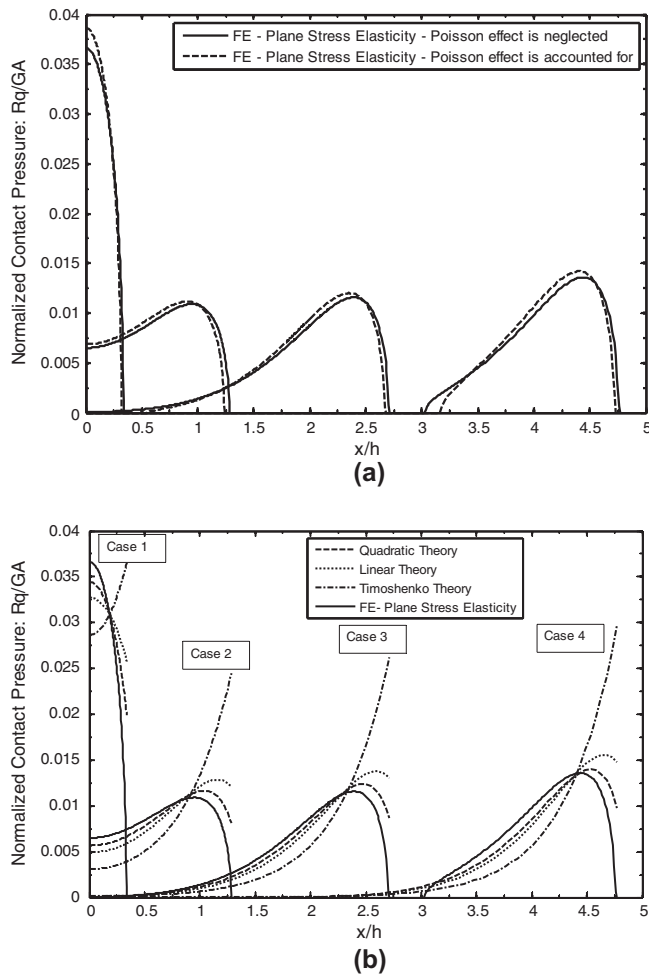 0.04
0.035
0.03
0.025
0.02
0.015
0.01
0.005
0
Normalized Contact Pressure: Rq/GA
FE - Plane Stress Elasticity - Poisson effect is neglected
FE - Plane Stress Elasticity - Poisson effect is accounted for
0 0.5 1 1.5 2 2.5 3 3.5 4 4.5 5
x/h
(a)
0.04
0.035
0.03
0.025
0.02
0.015
0.01
0.005
0
Normalized Contact Pressure: Rq/GA
Case 1
Quadratic Theory
Linear Theory
Timoshenko Theory
FE- Plane Stress Elasticity
Case 2
Case 3
Case 4
0 0.5 1 1.5 2 2.5 3 3.5 4 4.5 5
x/h
(b)